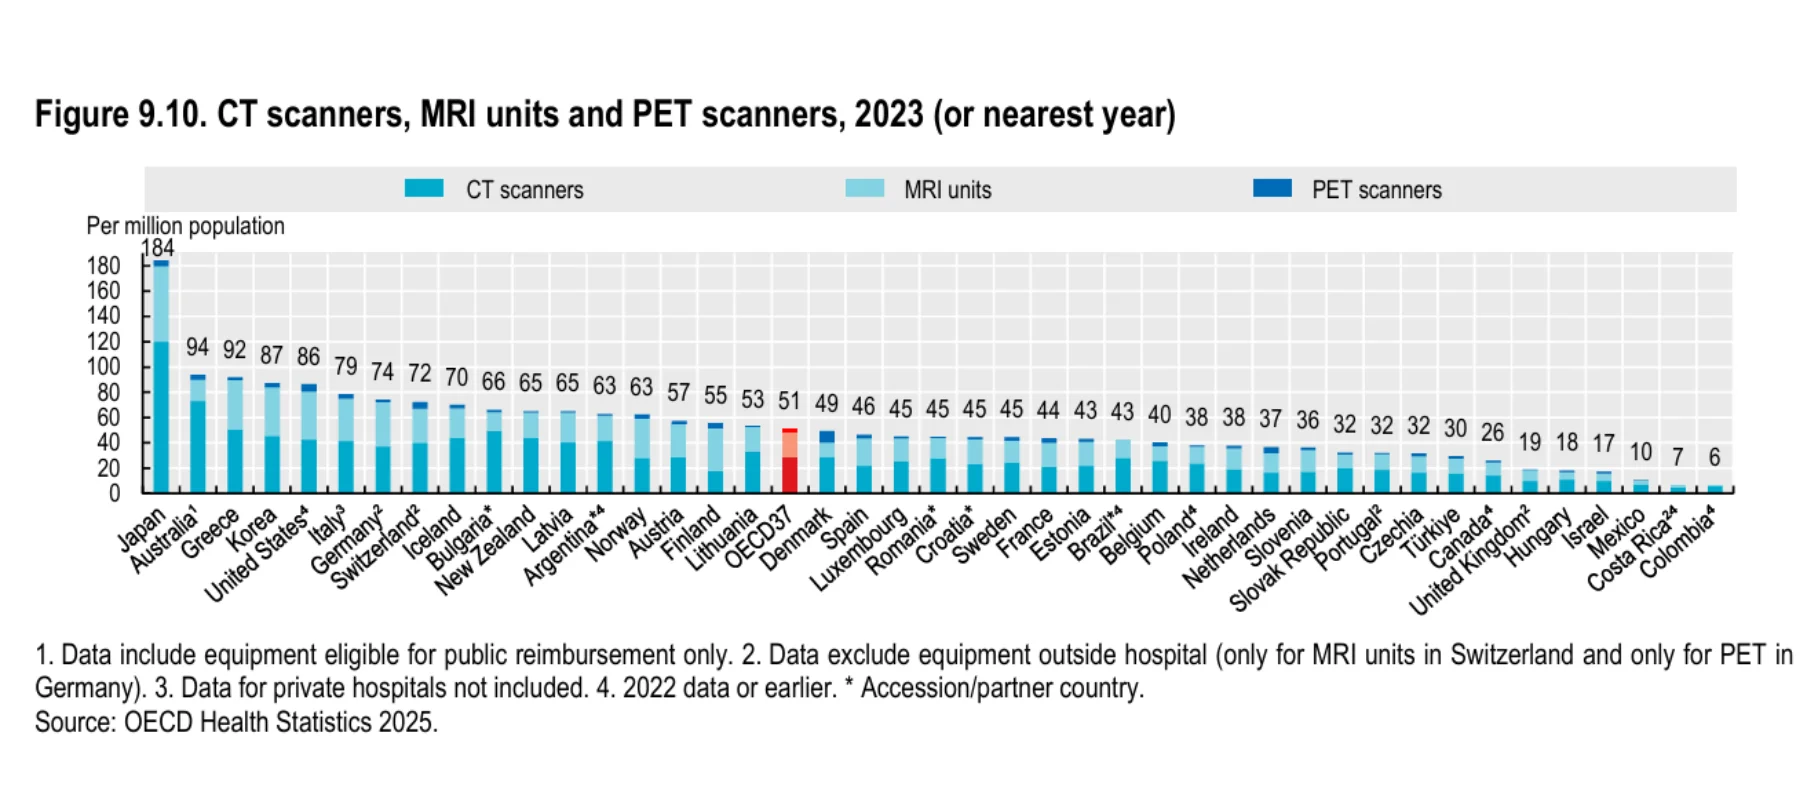 Figure 9.10. CT scanners, MRI units and PET scanners, 2023 (or nearest year)
CT scanners MRI units PET scanners
Per million population
184
180
160
140
120
100
80
60
40
20
0
94 92 87 86 79 74 72 70 66 65 65 63 63 57 55 53 51 49 46 45 45 45 45 44 43 43 40 38 38 37 36 32 32 32 30 26 19 18 17 10 7 6
Japan
Australia¹
Greece
Korea
United States⁴
Italy³
Germany²
Switzerland²
Iceland
Bulgaria*
New Zealand
Latvia
Argentina*⁴
Norway
Austria
Finland
Lithuania
OECD37
Denmark
Spain
Luxembourg
Romania*
Croatia*
Sweden
France
Estonia
Brazil*⁴
Belgium
Poland⁴
Ireland
Netherlands
Slovenia
Slovak Republic
Portugal²
Czechia
Türkiye
Canada⁴
United Kingdom²
Hungary
Israel
Mexico
Costa Rica²⁴
Colombia⁴
1. Data include equipment eligible for public reimbursement only. 2. Data exclude equipment outside hospital (only for MRI units in Switzerland and only for PET in
Germany). 3. Data for private hospitals not included. 4. 2022 data or earlier. * Accession/partner country.
Source: OECD Health Statistics 2025.